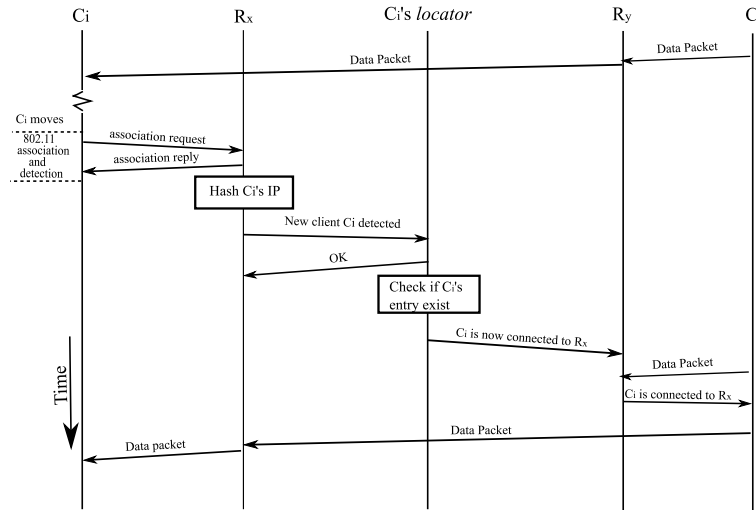 Ci
Rx
Ci's locator
Ry
C
Data Packet
Data Packet
Ci moves
802.11
association
and
detection
association request
association reply
Hash Ci's IP
New client Ci detected
OK
Check if Ci's
entry exist
Ci is now connected to Rx
Data Packet
Ci is connected to Rx
Time
Data Packet
Data packet